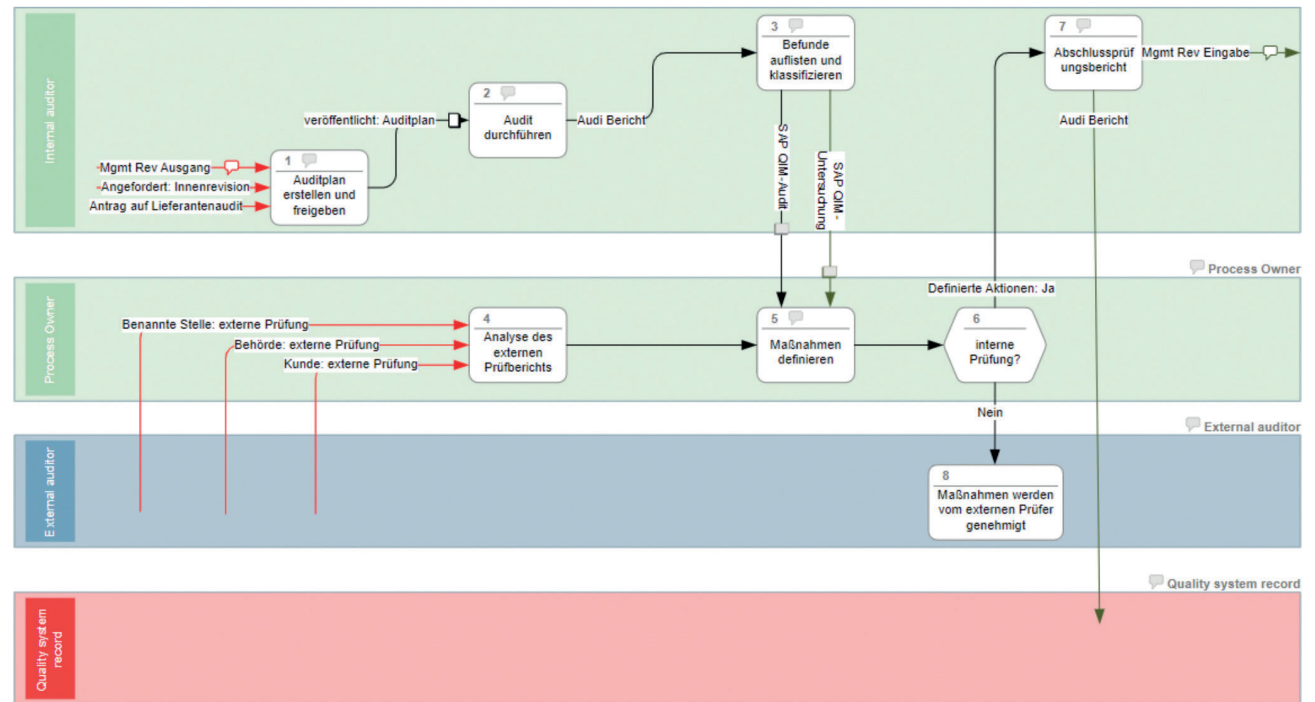 Internal auditor
3
Befunde
auflisten und
klassifizieren
7
Abschlussprüf
ungsbericht
Mgmt Rev Eingabe
2
Audit
durchführen
veröffentlicht: Auditplan
Audi Bericht
Audi Bericht
Mgmt Rev Ausgang
Angefordert: Innenrevision
Antrag auf Lieferantenaudit
1
Auditplan
erstellen und
freigeben
SAP QIM -Audit
SAP QIM -
Untersuchung
Process Owner
Process Owner
Definierte Aktionen: Ja
Benannte Stelle: externe Prüfung
Behörde: externe Prüfung
Kunde: externe Prüfung
4
Analyse des
externen
Prüfberichts
5
Maßnahmen
definieren
6
interne
Prüfung?
Nein
External auditor
External auditor
8
Maßnahmen werden
vom externen Prüfer
genehmigt
Quality system record
Quality system
record